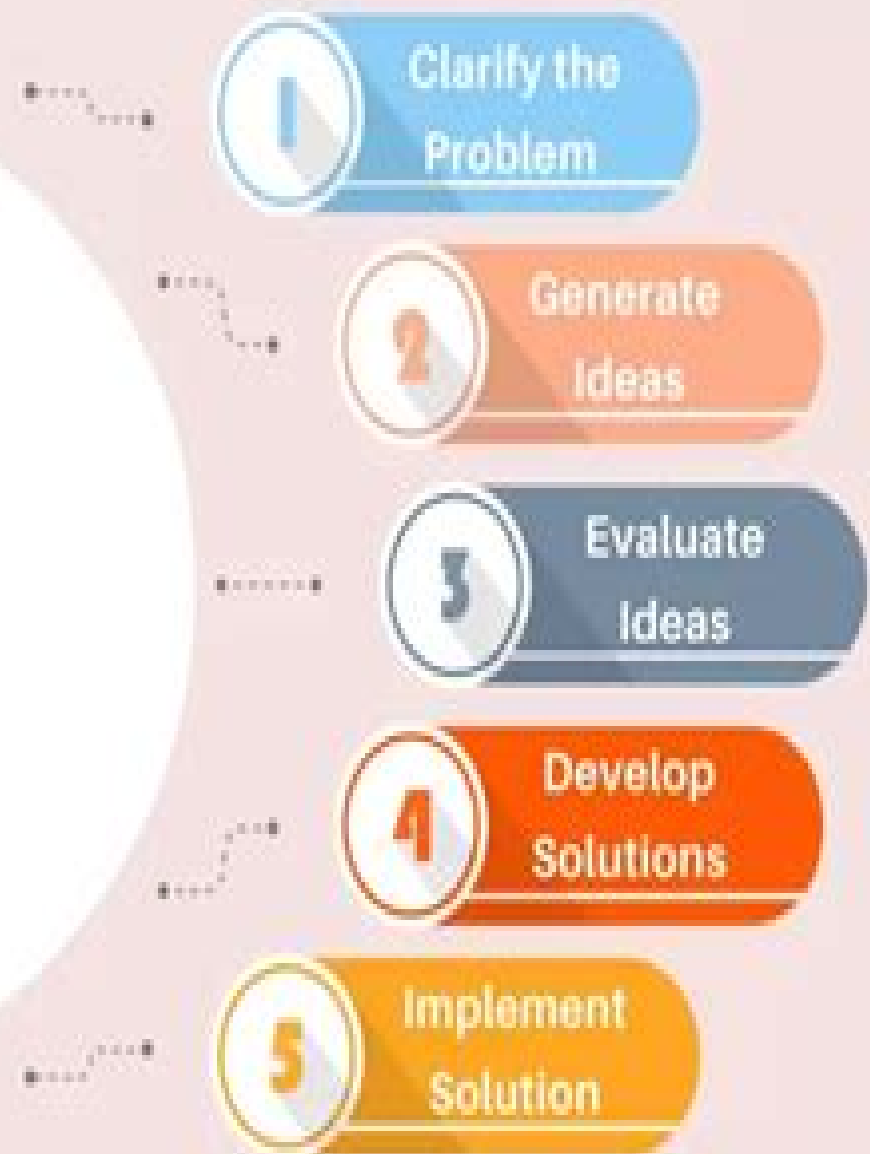 1
Clarify the
Problem
2
Generate
Ideas
3
Evaluate
Ideas
4
Develop
Solutions
5
Implement
Solution